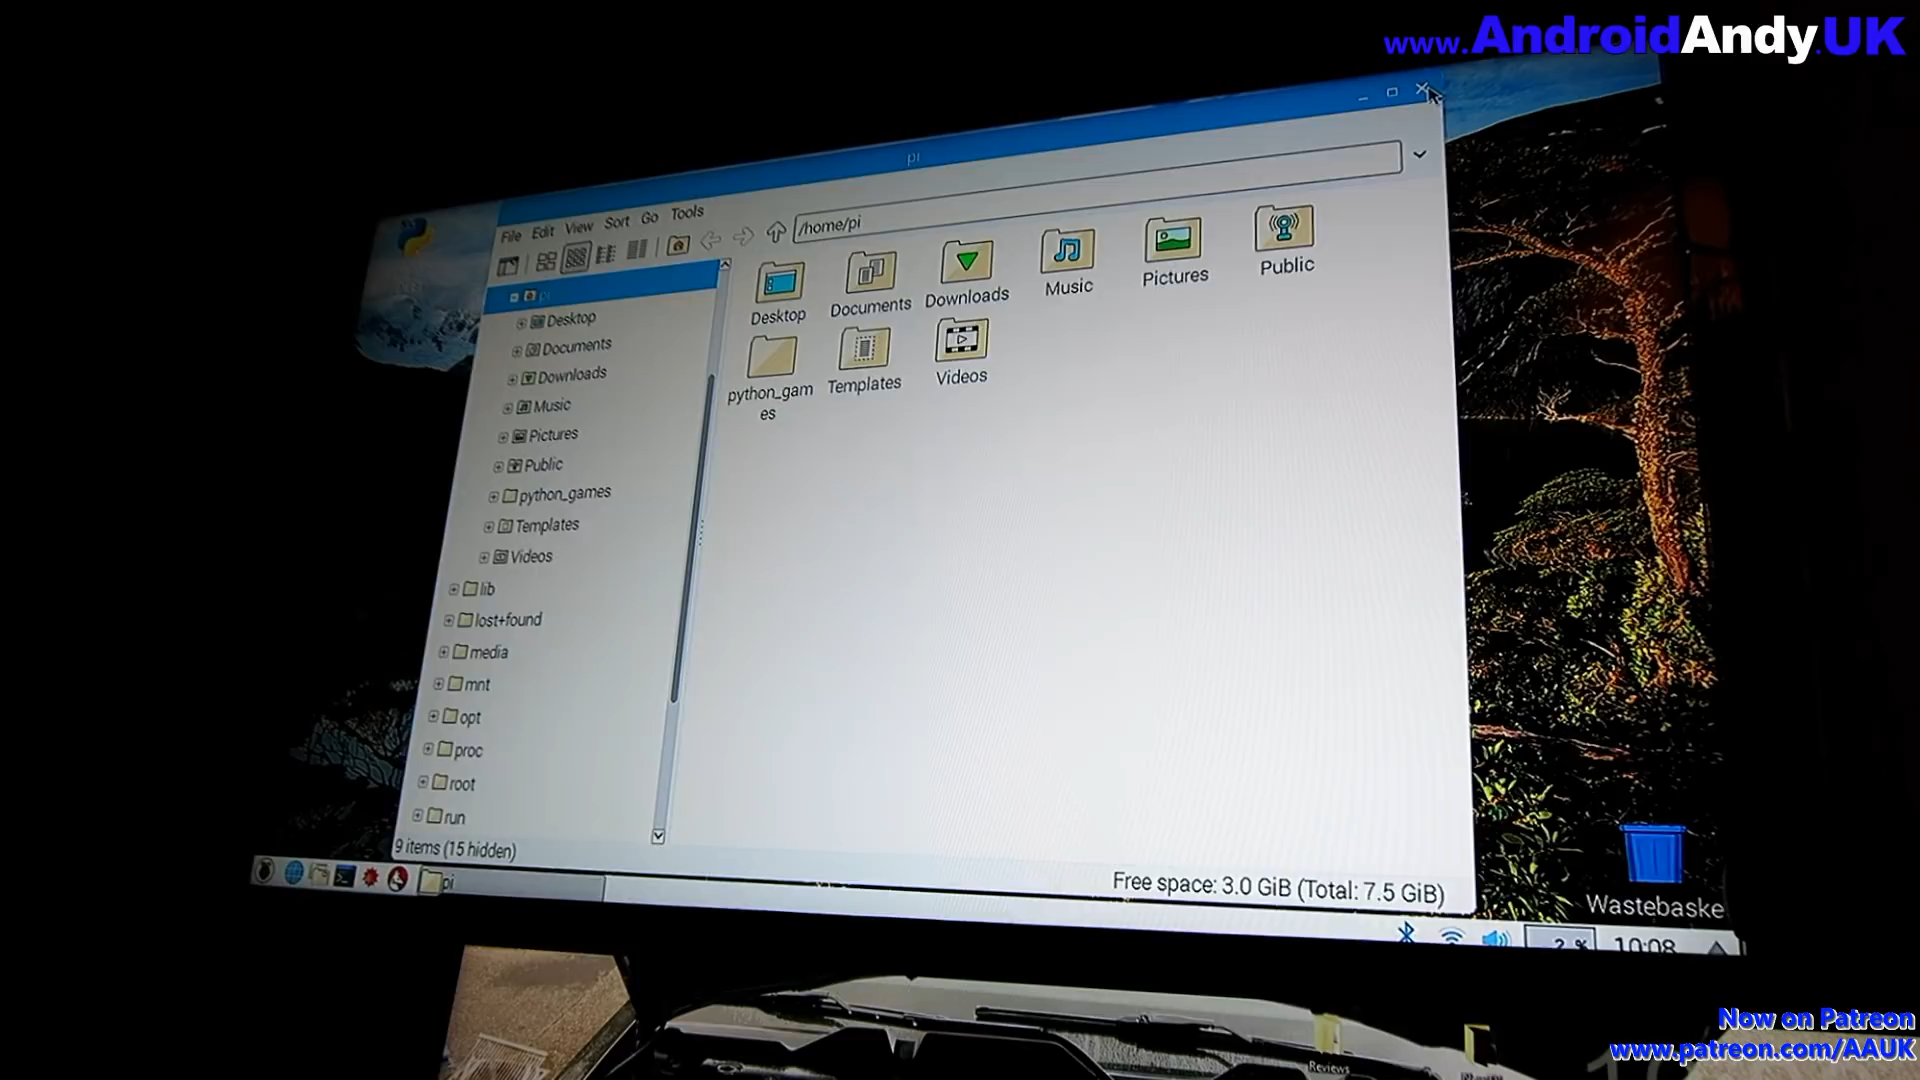 www.AndroidAndy.UK
pi
File Edit View Sort Go Tools
/home/pi
pi
Desktop
Documents
Downloads
Music
Pictures
Public
python_games
Templates
Videos
lib
lost+found
media
mnt
opt
proc
root
run
Desktop
Documents
Downloads
Music
Pictures
Public
python_gam
es
Templates
Videos
9 items (15 hidden)
Free space: 3.0 GiB (Total: 7.5 GiB)
Wastebaske
pi
2 %
10:08
Reviews
Now on Patreon
www.patreon.com/AAUK